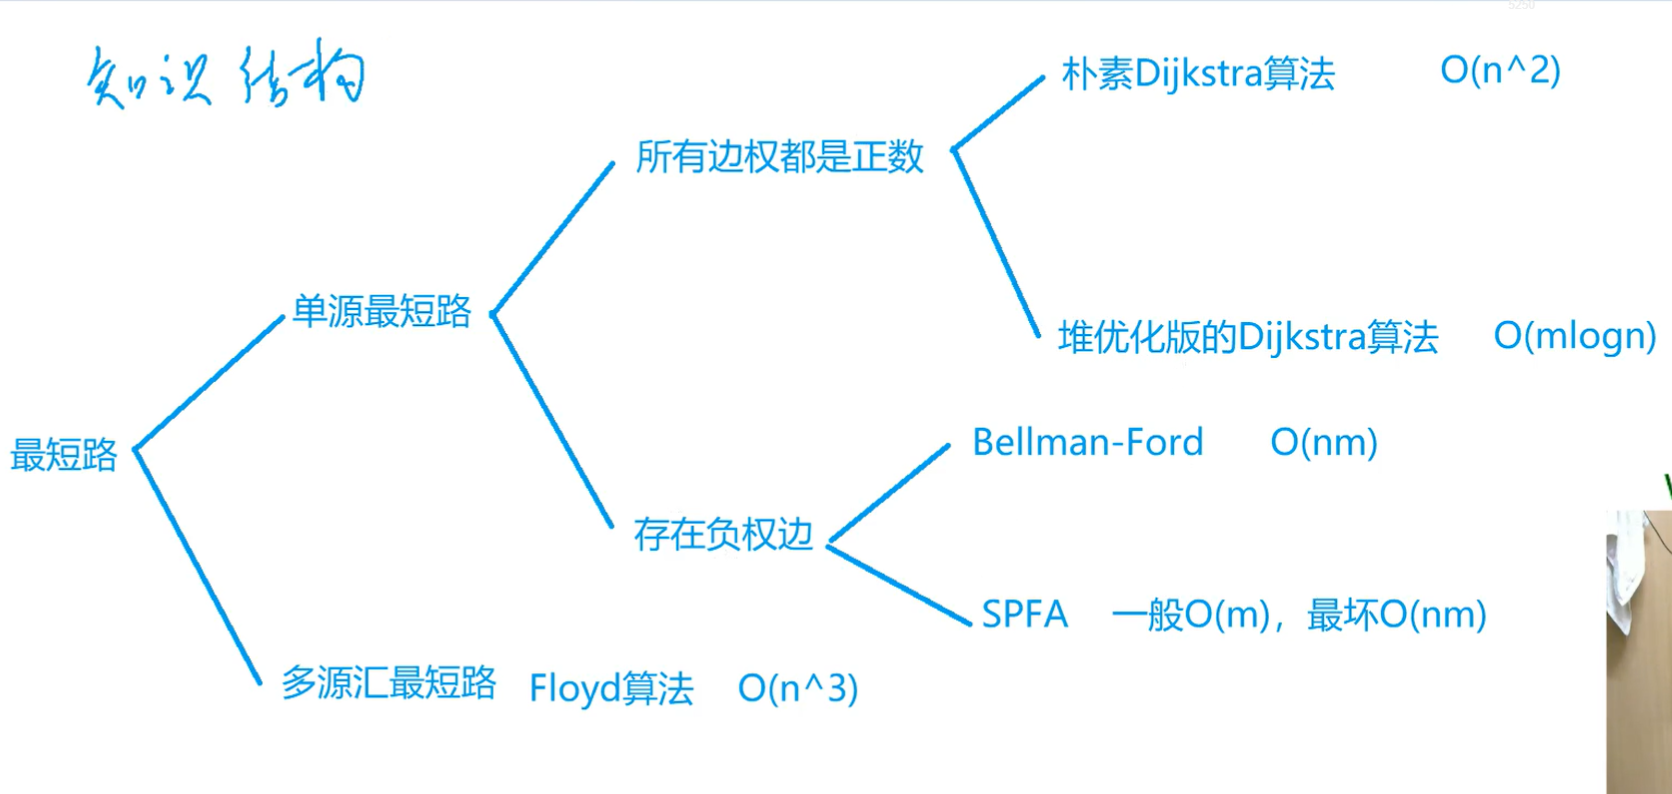 5250
知识结构
朴素Dijkstra算法 O(n^2)
所有边权都是正数
堆优化版的Dijkstra算法 O(mlogn)
单源最短路
最短路
Bellman-Ford O(nm)
存在负权边
SPFA 一般O(m)，最坏O(nm)
多源汇最短路 Floyd算法 O(n^3)